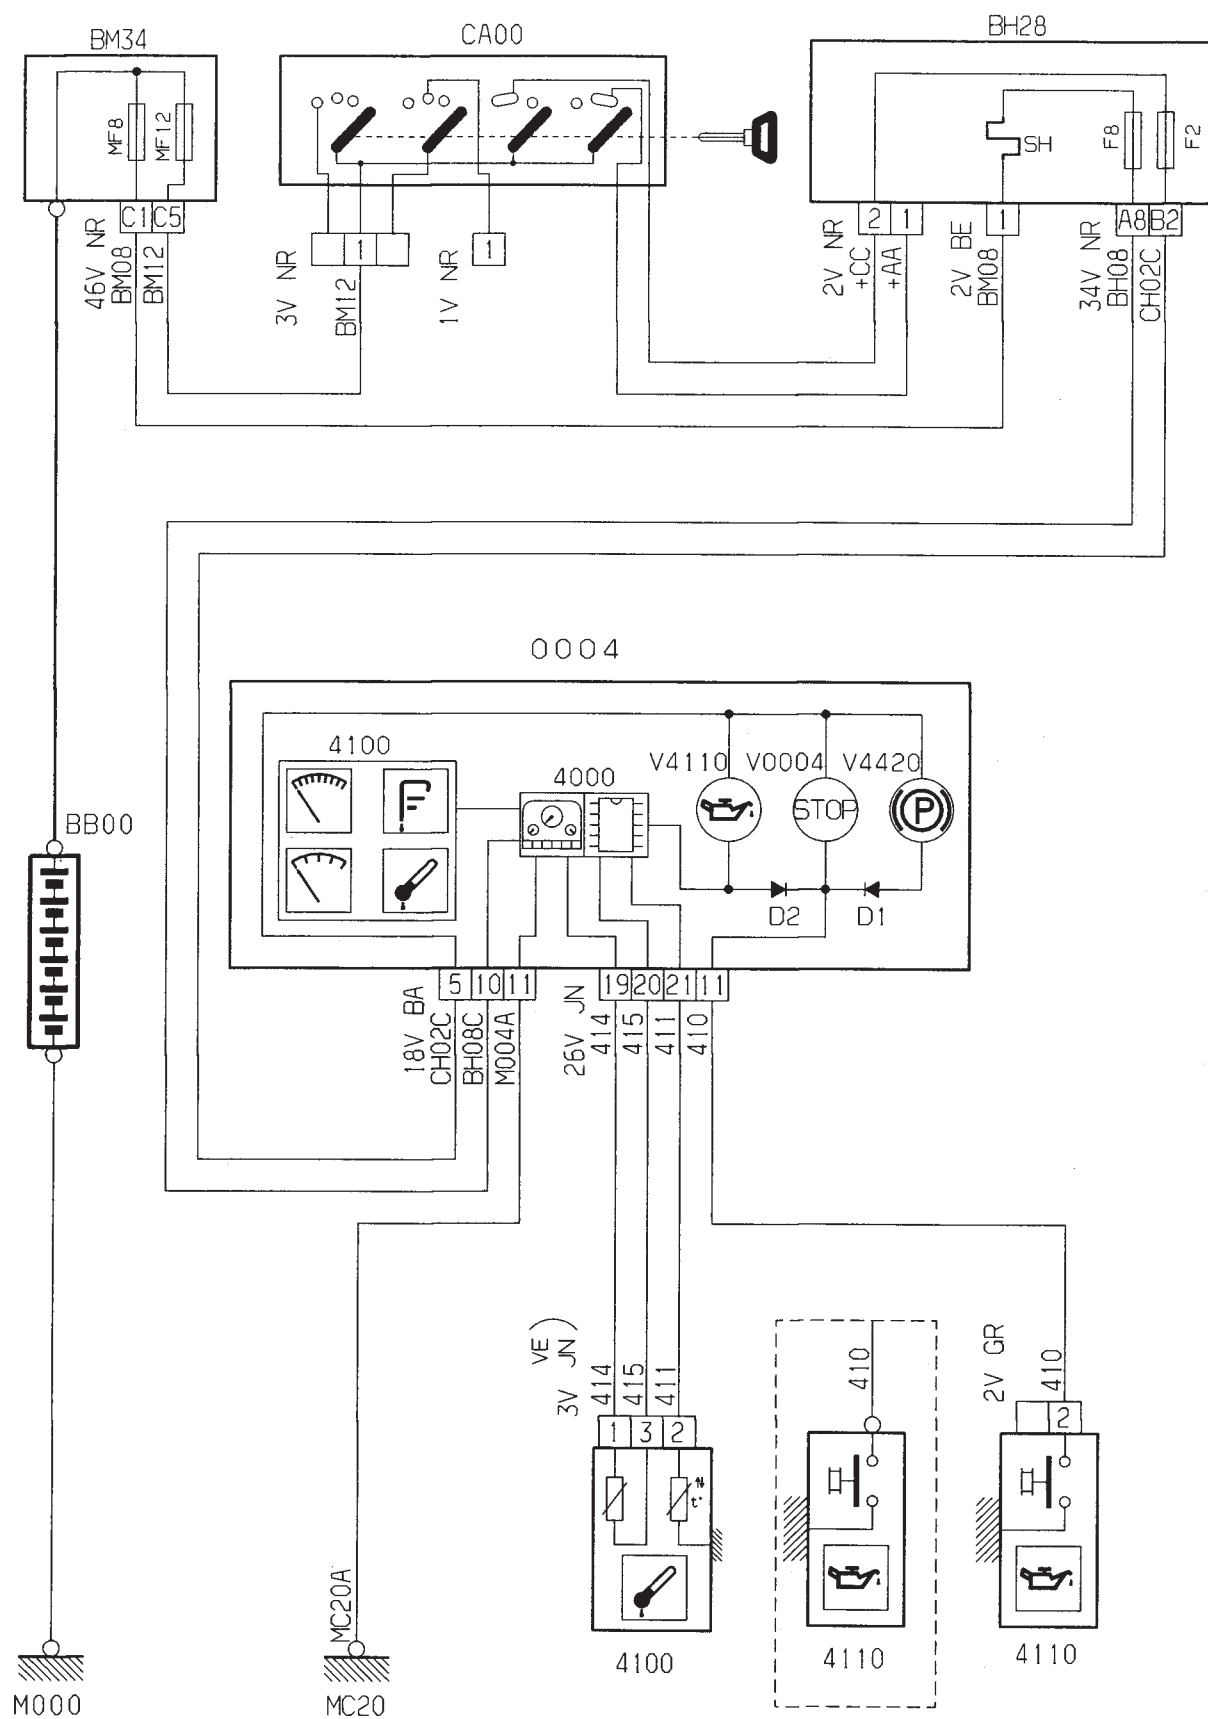 BM34
CA00
BH28
MF8
MF12
SH
F8
F2
C1 C5
46V NR
BM08
BM12
3V NR
1
BM12
1V NR
1
2 1
2V NR
+CC
+AA
1
2V BE
BM08
A8 B2
34V NR
BH08
CH02C
0004
4100
4000
V4110 V0004 V4420
STOP
P
D2 D1
BB00
5 10 11
18V BA
CH02C
BH08C
M004A
19 20 21 11
26V JN
414
415
411
410
VE )
3V JN
414
415
411
1 3 2
t°
4100
410
4110
2V GR
410
2
4110
M000
MC20A
MC20